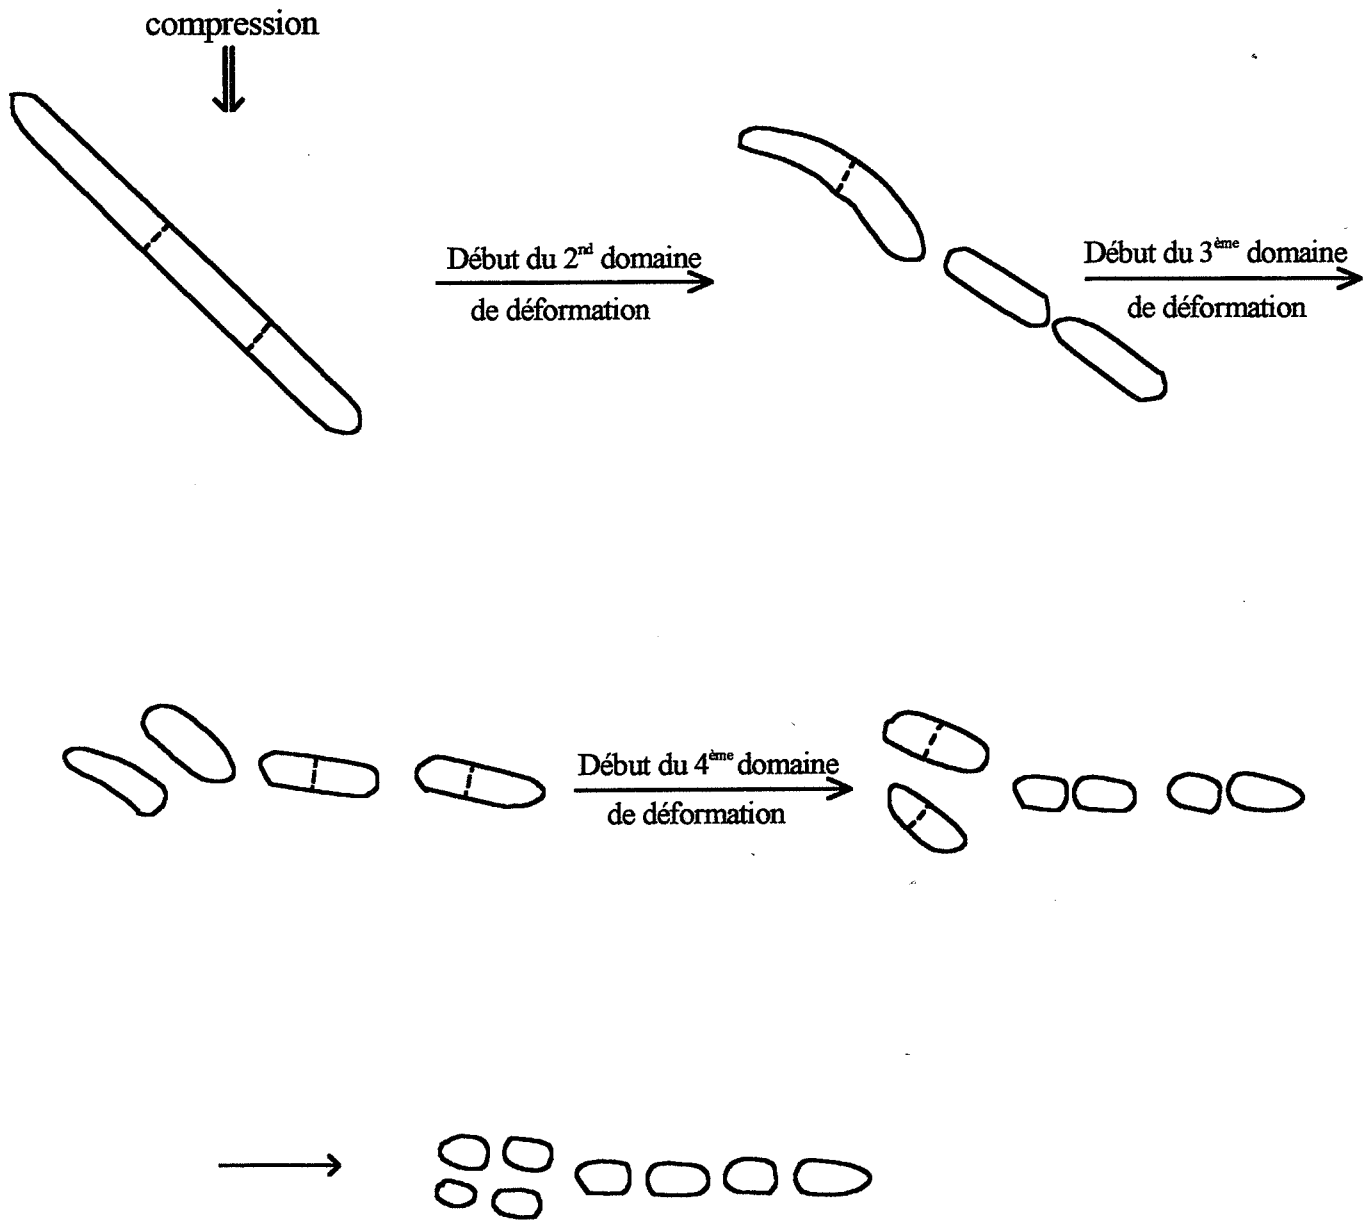 compression
Début du 2nd domaine
de déformation
Début du 3ème domaine
de déformation
Début du 4ème domaine
de déformation